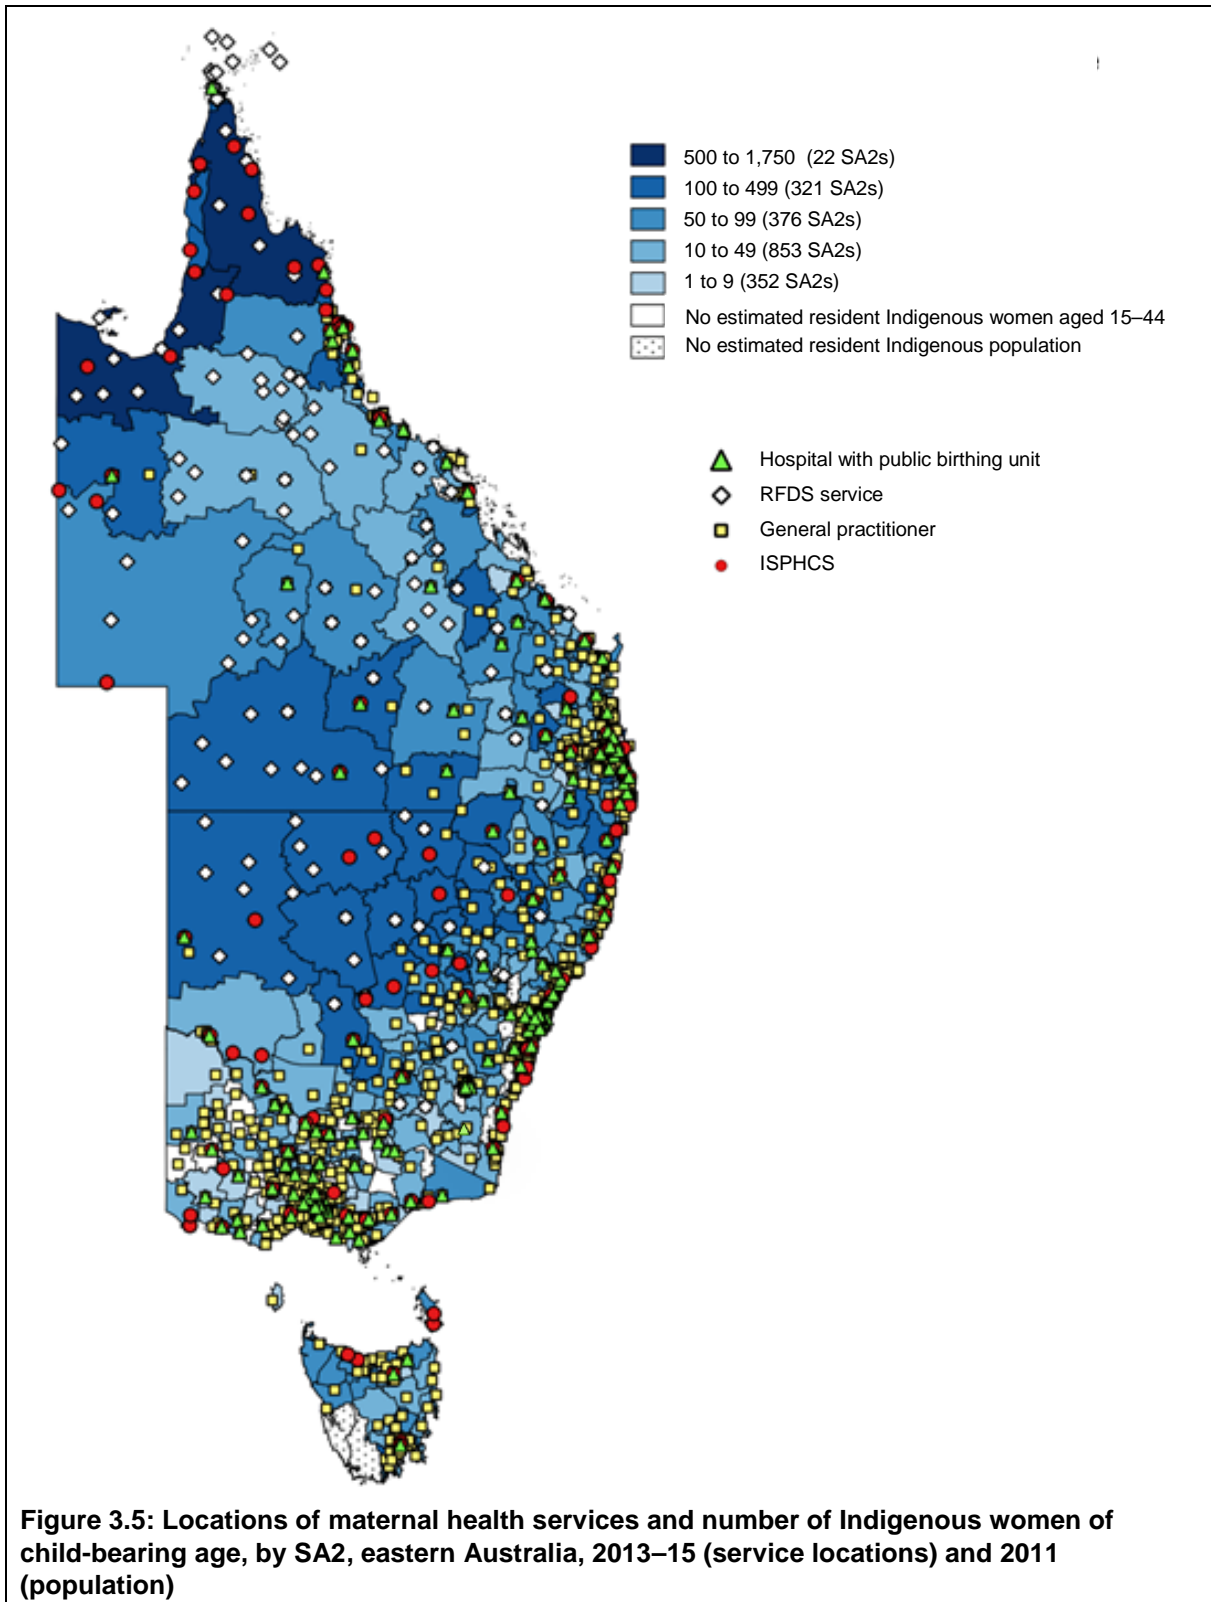 500 to 1,750 (22 SA2s)
100 to 499 (321 SA2s)
50 to 99 (376 SA2s)
10 to 49 (853 SA2s)
1 to 9 (352 SA2s)
No estimated resident Indigenous women aged 15–44
No estimated resident Indigenous population
Hospital with public birthing unit
RFDS service
General practitioner
ISPHCS
Figure 3.5: Locations of maternal health services and number of Indigenous women of
child-bearing age, by SA2, eastern Australia, 2013–15 (service locations) and 2011
(population)